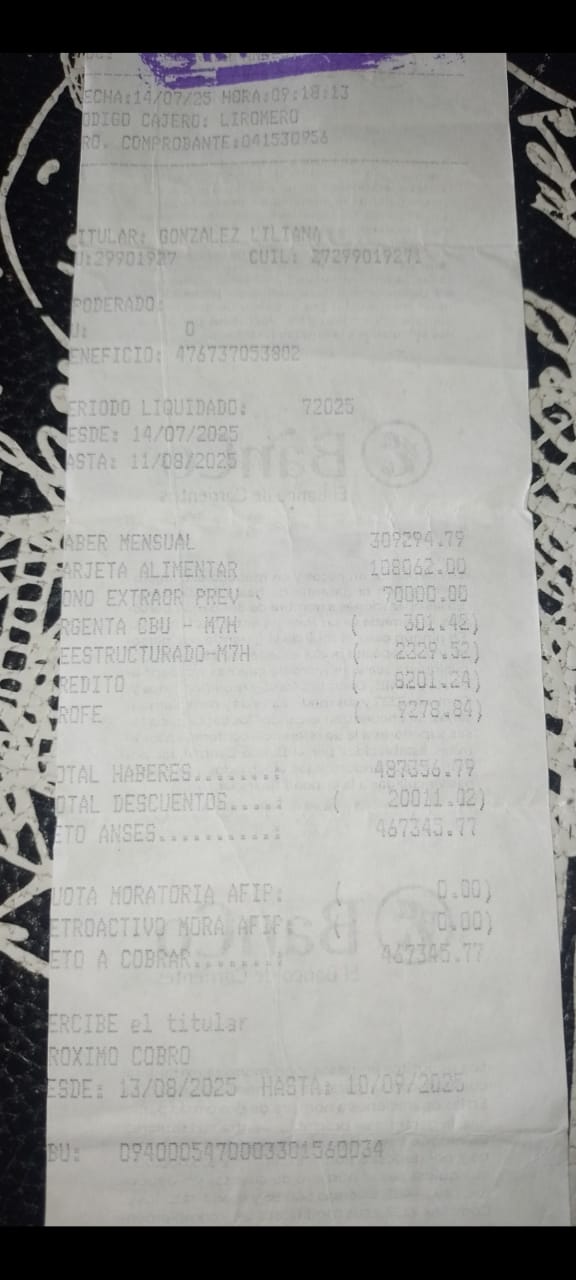 ECHA:14/07/25 HORA:09:18:13
ODIGO CAJERO: LIROMERO
RO. COMPROBANTE:041530956
ITULAR: GONZALEZ LILIANA
U:29901927 CUIL: 27299019271
PODERADO:
U: 0
ENEFICIO: 476737053802
ERIODO LIQUIDADO: 72025
ESDE: 14/07/2025
ASTA: 11/08/2025
ABER MENSUAL 309294.79
ARJETA ALIMENTAR 108062.00
ONO EXTRAOR PREV 70000.00
RGENTA CBU - M7H ( 301.42)
EESTRUCTURADO-M7H ( 2229.52)
REDITO ( 8201.24)
ROFE ( 9278.84)
OTAL HABERES.......: 487356.79
OTAL DESCUENTOS....: ( 20011.02)
ETO ANSES..........: 467345.77
UOTA MORATORIA AFIP: ( 0.00)
ETROACTIVO MORA AFIP: ( 0.00)
ETO A COBRAR.......: 467345.77
ERCIBE el titular
ROXIMO COBRO
ESDE: 13/08/2025 HASTA: 10/09/2025
BU: 0940005470003301560034